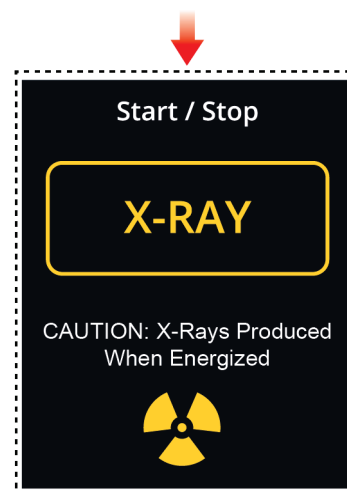 Start / Stop
X-RAY
CAUTION: X-Rays Produced
When Energized